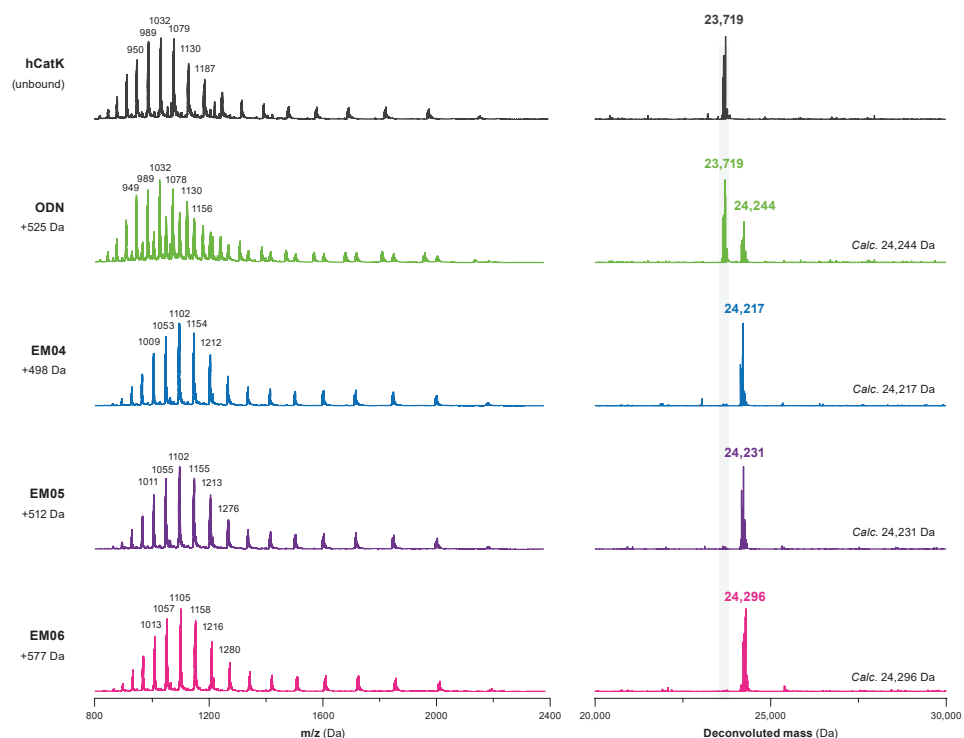 hCatK
(unbound)
950
989
1032
1079
1130
1187
23,719
ODN
+525 Da
949
989
1032
1078
1130
1156
23,719
24,244
Calc. 24,244 Da
EM04
+498 Da
1009
1053
1102
1154
1212
24,217
Calc. 24,217 Da
EM05
+512 Da
1011
1055
1102
1155
1213
1276
24,231
Calc. 24,231 Da
EM06
+577 Da
1013
1057
1105
1158
1216
1280
24,296
Calc. 24,296 Da
800
1200
1600
2000
2400
m/z (Da)
20,000
25,000
30,000
Deconvoluted mass (Da)